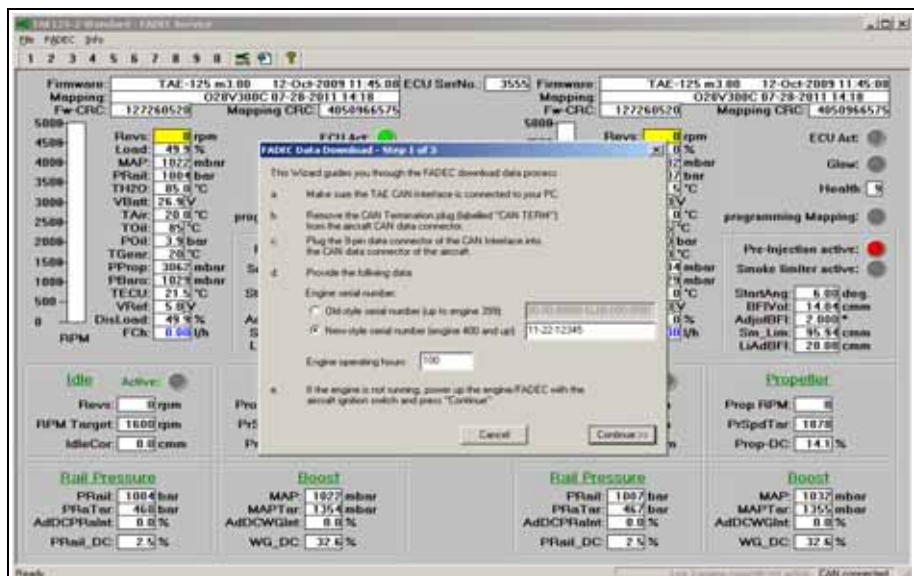 TAE125-2-Standard - FADEC Service
File FADEC Info
1 2 3 4 5 6 7 8 9 0 ?
Firmware: TAE-125 m3.00 12-Oct-2009 11.45:08 ECU SerNo.: 3555 Firmware: TAE-125 m3.00 12-Oct-2009 11.45:08
Mapping: O28V300C 07-28-2011 14:18 Mapping: O28V300C 07-28-2011 14:18
Fw-CRC: 127260520 Mapping CRC: 4050966575 Fw-CRC: 127260520 Mapping CRC: 4050966575
5000
4500
4000
3500
3000
2500
2000
1500
1000
500
0
RPM
Revs: 0 rpm
Load: 49.9 %
MAP: 1022 mbar
PRail: 1004 bar
TH2O: 85.0 °C
VBatt: 26.9 V
TAir: 20.0 °C
TOil: 85 °C
POil: 3.9 bar
TGear: 20 °C
PProp: 3062 mbar
PBaro: 1029 mbar
TECU: 21.5 °C
VRef: 5.0 V
DisLoad: 49.9 %
FCh: 0.00 l/h
ECU Act:
FADEC Data Download - Step 1 of 3
This Wizard guides you through the FADEC download data process
a. Make sure the TAE CAN Interface is connected to your PC.
b. Remove the CAN Termination plug (labelled "CAN TERM")
from the aircraft CAN data connector.
c. Plug the 9-pin data connector of the CAN Interface into
the CAN data connector of the aircraft.
d. Provide the following data:
Engine serial number:
Old-style serial number (up to engine 399)
New-style serial number (engine 400 and up) 11-22-12345
Engine operating hours: 100
e. If the engine is not running, power up the engine/FADEC with the
aircraft ignition switch and press "Continue"
Cancel Continue >>
5000
Revs: 0 rpm
ECU Act:
Glow:
Health: 9
programming Mapping:
Pre-Injection active:
Smoke limiter active:
StartAng: 6.00 deg
BFIVol: 14.04 cmm
AdjolBFI: 2.000 °
Sm_Lim: 95.94 cmm
LiAdBFI: 20.00 cmm
Idle Active:
Revs: 0 rpm
RPM Target: 1600 rpm
IdleCor: 0.0 cmm
Propeller
Prop RPM: 0
PrSpdTar: 1878
Prop-DC: 14.1 %
Rail Pressure
PRail: 1004 bar
PRaTar: 468 bar
AdDCPRaInt: 0.0 %
PRail_DC: 2.5 %
Boost
MAP: 1022 mbar
MAPTar: 1354 mbar
AdDCWGInt: 0.0 %
WG_DC: 32.6 %
Rail Pressure
PRail: 1007 bar
PRaTar: 467 bar
AdDCPRaInt: 0.0 %
PRail_DC: 2.5 %
Boost
MAP: 1032 mbar
MAPTar: 1355 mbar
AdDCWGInt: 0.0 %
WG_DC: 32.6 %
Ready
CAN connected